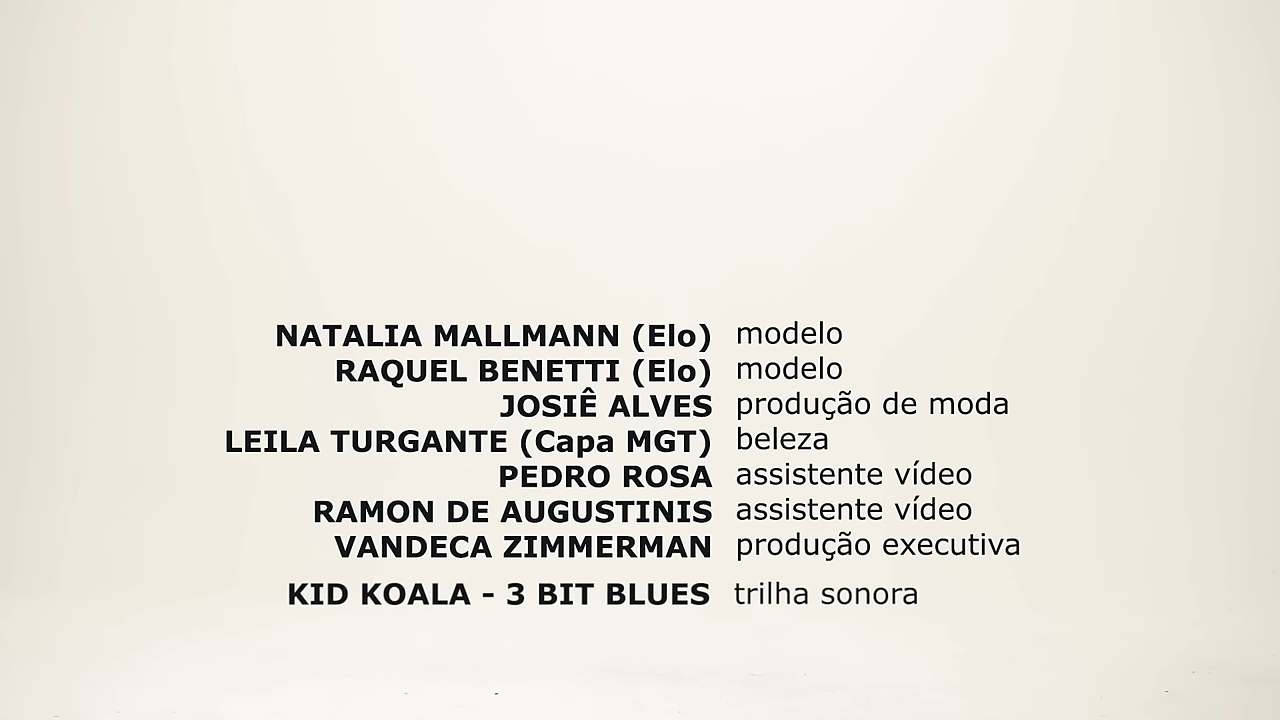 NATALIA MALLMANN (Elo) modelo
RAQUEL BENETTI (Elo) modelo
JOSIÊ ALVES produção de moda
LEILA TURGANTE (Capa MGT) beleza
PEDRO ROSA assistente vídeo
RAMON DE AUGUSTINIS assistente vídeo
VANDECA ZIMMERMAN produção executiva
KID KOALA - 3 BIT BLUES trilha sonora